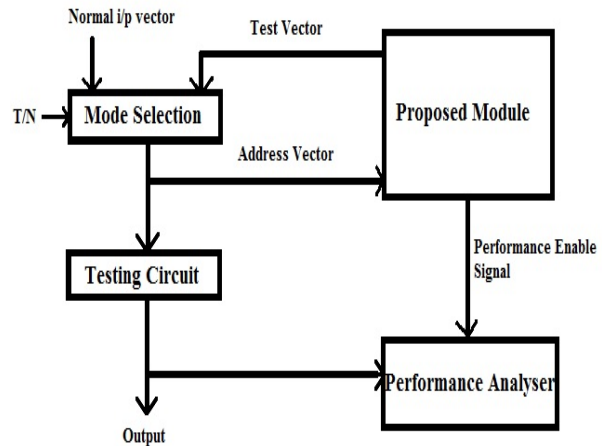 Normal i/p vector
Test Vector
T/N
Mode Selection
Proposed Module
Address Vector
Performance Enable
Signal
Testing Circuit
Performance Analyser
Output